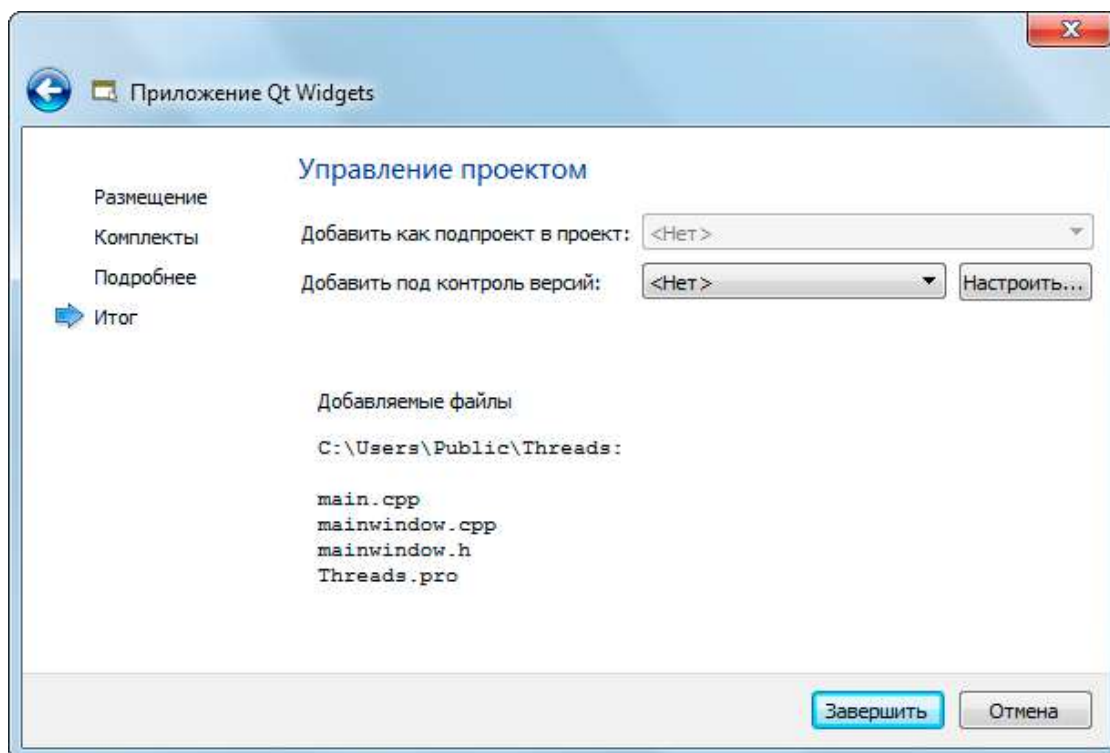 Приложение Qt Widgets
Управление проектом
Размещение
Комплекты
Подробнее
Итог
Добавить как подпроект в проект: <Нет>
Добавить под контроль версий: <Нет> Настроить...
Добавляемые файлы
C:\Users\Public\Threads:
main.cpp
mainwindow.cpp
mainwindow.h
Threads.pro
Завершить Отмена